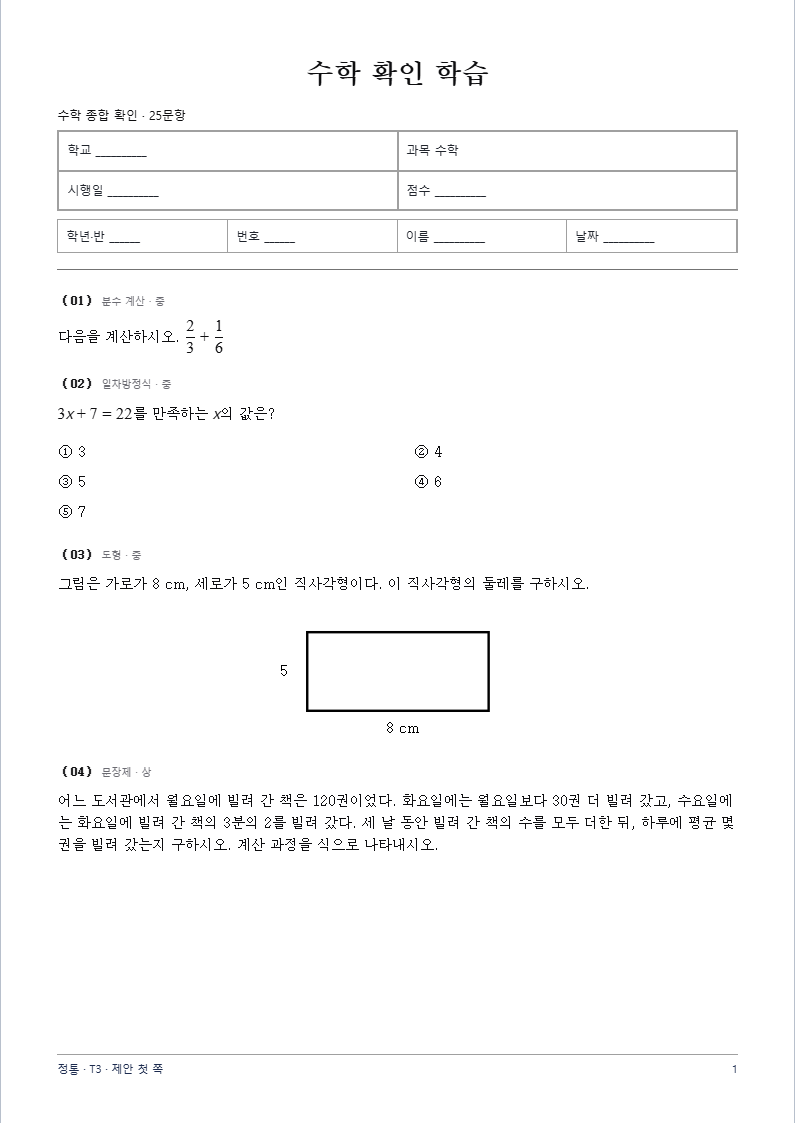 수학 확인 학습
수학 종합 확인 · 25문항
학교 __________ 과목 수학
시행일 __________ 점수 __________
학년·반 ______ 번호 ______ 이름 __________ 날짜 __________
(01) 분수 계산 · 중
다음을 계산하시오. 2/3 + 1/6
(02) 일차방정식 · 중
3x + 7 = 22를 만족하는 x의 값은?
① 3 ② 4
③ 5 ④ 6
⑤ 7
(03) 도형 · 중
그림은 가로가 8 cm, 세로가 5 cm인 직사각형이다. 이 직사각형의 둘레를 구하시오.
5
8 cm
(04) 문장제 · 상
어느 도서관에서 월요일에 빌려 간 책은 120권이었다. 화요일에는 월요일보다 30권 더 빌려 갔고, 수요일에
는 화요일에 빌려 간 책의 3분의 2를 빌려 갔다. 세 날 동안 빌려 간 책의 수를 모두 더한 뒤, 하루에 평균 몇
권을 빌려 갔는지 구하시오. 계산 과정을 식으로 나타내시오.
정통 · T3 · 제안 첫 쪽 1